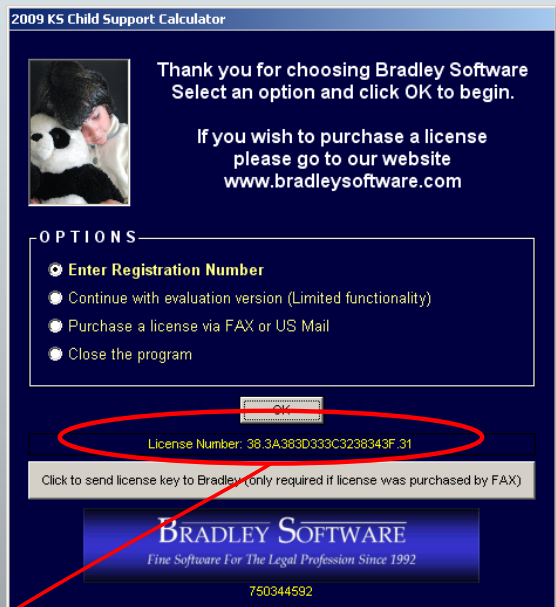 2009 KS Child Support Calculator
Thank you for choosing Bradley Software
Select an option and click OK to begin.
If you wish to purchase a license
please go to our website
www.bradleysoftware.com
OPTIONS
Enter Registration Number
Continue with evaluation version (Limited functionality)
Purchase a license via FAX or US Mail
Close the program
OK
License Number: 38.3A383D333C3238343F.31
Click to send license key to Bradley (only required if license was purchased by FAX)
BRADLEY SOFTWARE
Fine Software For The Legal Profession Since 1992
750344592